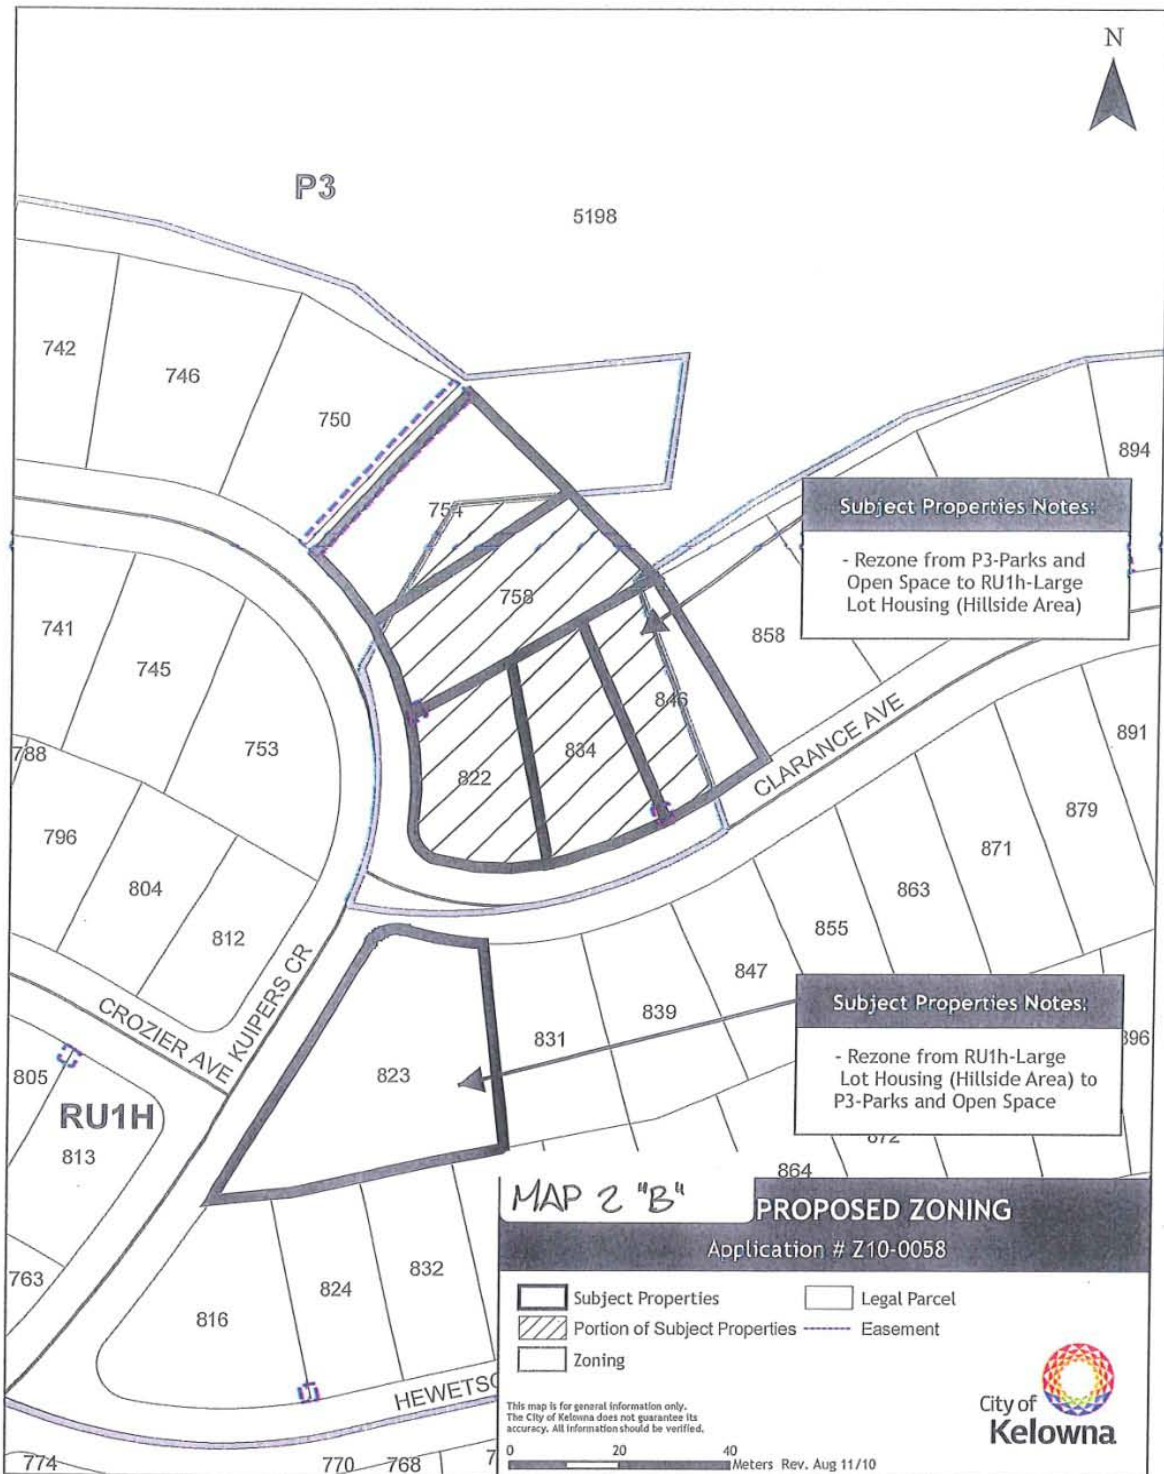 N
P3
5198
742
746
750
894
Subject Properties Notes:
- Rezone from P3-Parks and
Open Space to RU1h-Large
Lot Housing (Hillside Area)
754
758
741
745
858
846
753
788
834
822
CLARANCE AVE
891
879
796
871
804
863
812
855
847
KUIPERS CR
CROZIER AVE
839
831
Subject Properties Notes:
- Rezone from RU1h-Large
Lot Housing (Hillside Area) to
P3-Parks and Open Space
896
805
823
RU1H
813
872
864
MAP 2 "B"
PROPOSED ZONING
Application # Z10-0058
763
832
824
816
Subject Properties
Legal Parcel
Portion of Subject Properties
Easement
Zoning
HEWETSO
This map is for general information only.
The City of Kelowna does not guarantee its
accuracy. All information should be verified.
City of
Kelowna
0 20 40
Meters Rev. Aug 11/10
774
770
768
7